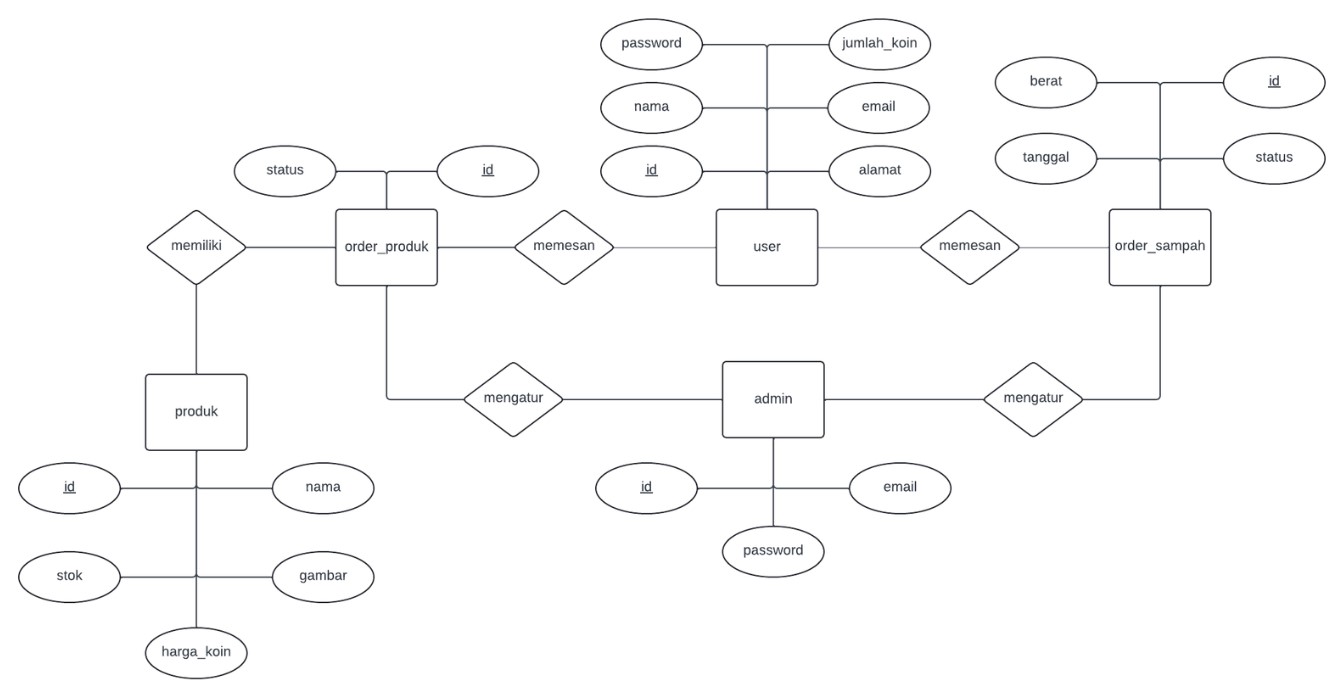 password
jumlah_koin
berat
id
nama
email
status
id
id
alamat
tanggal
status
memiliki
order_produk
memesan
user
memesan
order_sampah
produk
mengatur
admin
mengatur
id
nama
id
email
stok
gambar
password
harga_koin